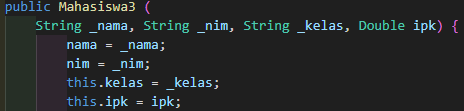 public Mahasiswa3 (
String _nama, String _nim, String _kelas, Double ipk) {
nama = _nama;
nim = _nim;
this.kelas = _kelas;
this.ipk = ipk;